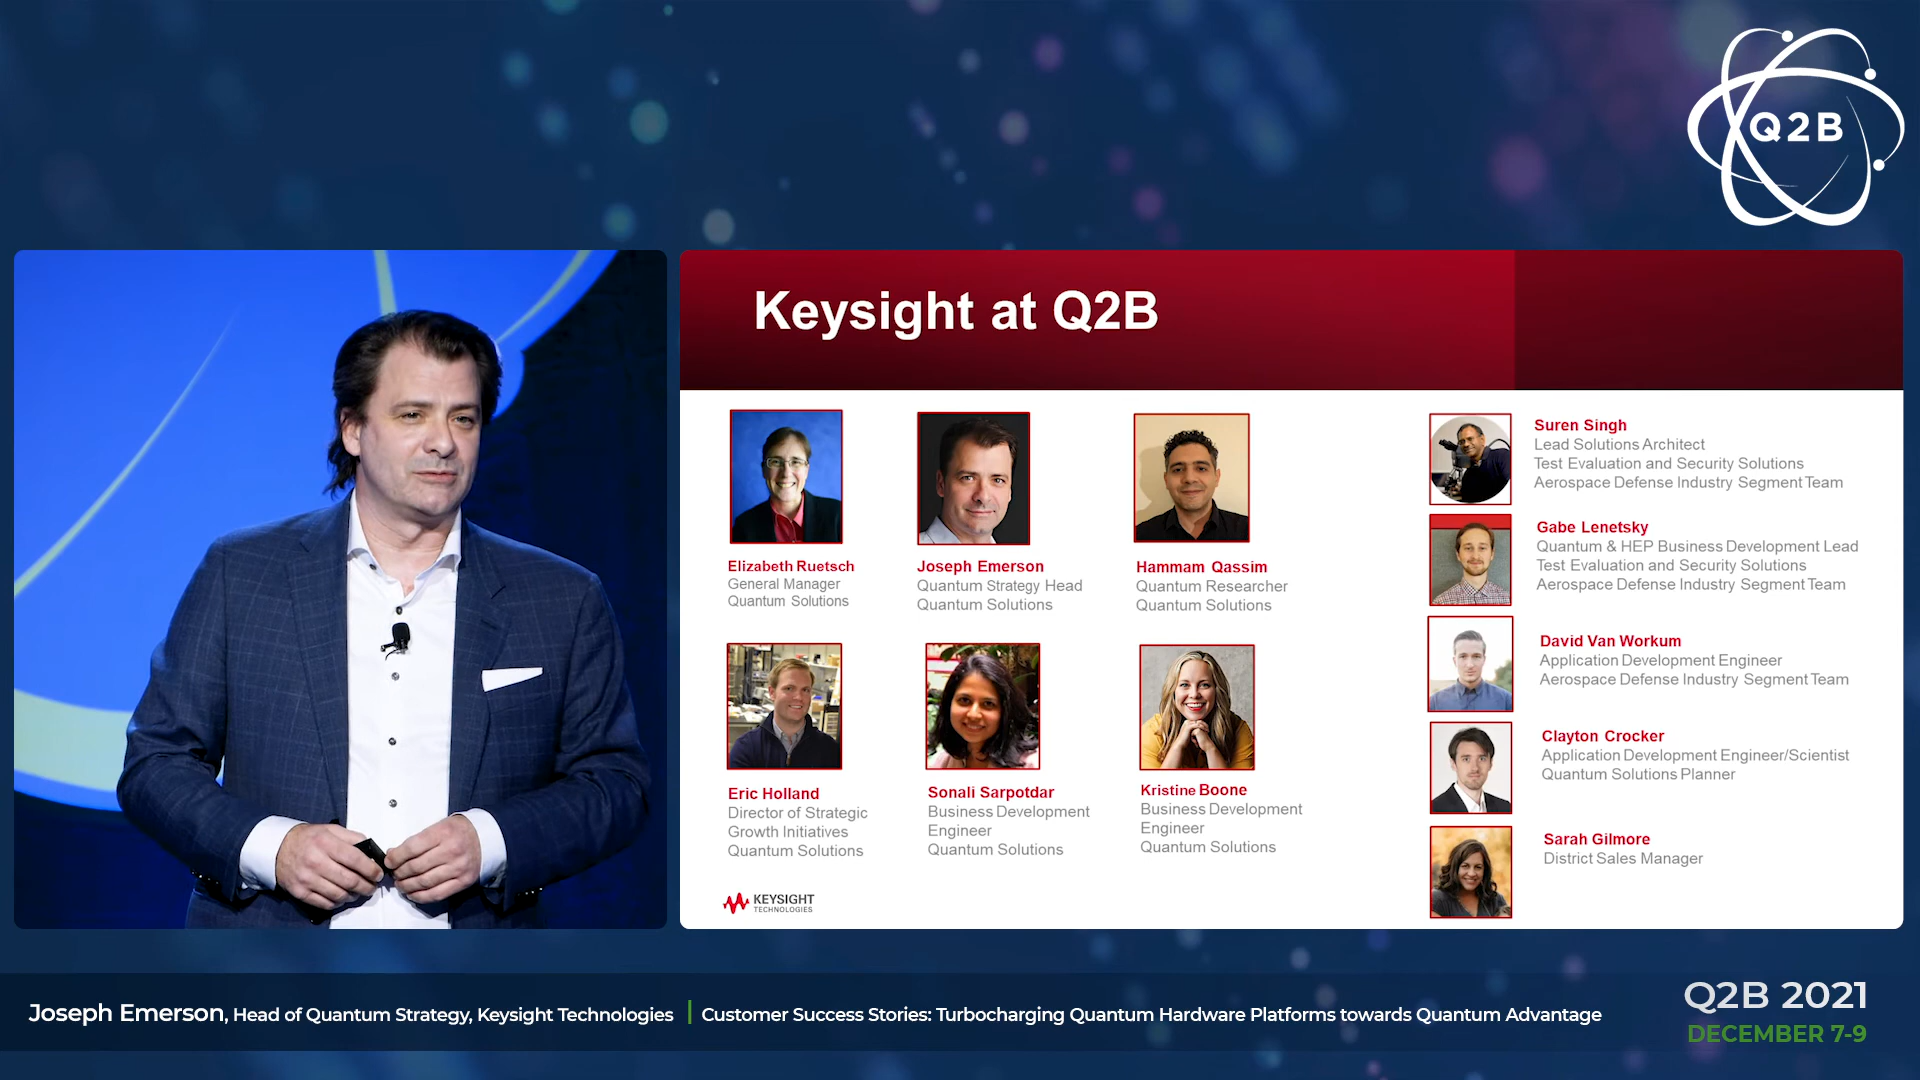 Q2B
Keysight at Q2B
Elizabeth Ruetsch
General Manager
Quantum Solutions
Joseph Emerson
Quantum Strategy Head
Quantum Solutions
Hammam Qassim
Quantum Researcher
Quantum Solutions
Eric Holland
Director of Strategic
Growth Initiatives
Quantum Solutions
Sonali Sarpotdar
Business Development
Engineer
Quantum Solutions
Kristine Boone
Business Development
Engineer
Quantum Solutions
Suren Singh
Lead Solutions Architect
Test Evaluation and Security Solutions
Aerospace Defense Industry Segment Team
Gabe Lenetsky
Quantum & HEP Business Development Lead
Test Evaluation and Security Solutions
Aerospace Defense Industry Segment Team
David Van Workum
Application Development Engineer
Aerospace Defense Industry Segment Team
Clayton Crocker
Application Development Engineer/Scientist
Quantum Solutions Planner
Sarah Gilmore
District Sales Manager
KEYSIGHT
TECHNOLOGIES
Joseph Emerson, Head of Quantum Strategy, Keysight Technologies | Customer Success Stories: Turbocharging Quantum Hardware Platforms towards Quantum Advantage
Q2B 2021
DECEMBER 7-9